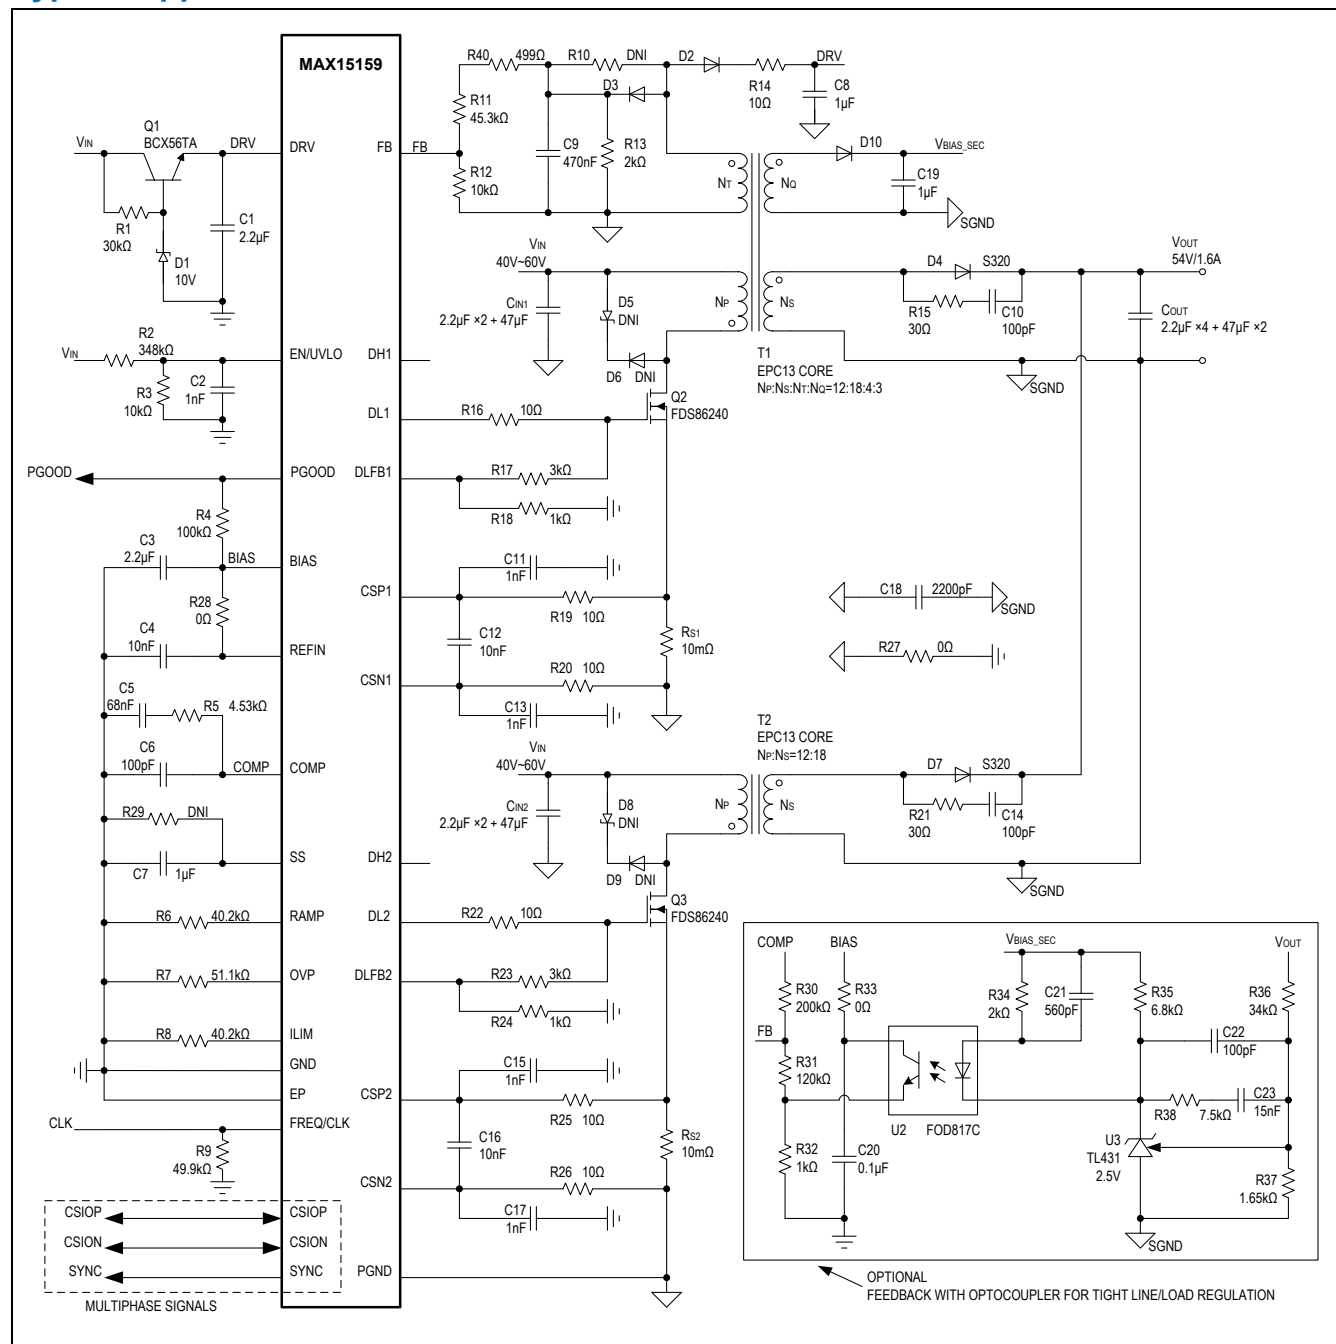 MAX15159
R40 499Ω
R10 DNI
D2
DRV
R14
10Ω
C8
1µF
D3
R11
45.3kΩ
Q1
BCX56TA
VIN
DRV
DRV
FB
FB
R12
10kΩ
C9
470nF
R13
2kΩ
NT
NQ
D10
VBIAS_SEC
C19
1µF
SGND
R1
30kΩ
C1
2.2µF
D1
10V
VIN
40V~60V
CIN1
2.2µF ×2 + 47µF
D5
DNI
D6 DNI
NP
NS
T1
EPC13 CORE
NP:NS:NT:NQ=12:18:4:3
D4 S320
R15
30Ω
C10
100pF
VOUT
54V/1.6A
COUT
2.2µF ×4 + 47µF ×2
SGND
R2
348kΩ
VIN
EN/UVLO
DH1
R3
10kΩ
C2
1nF
Q2
FDS86240
DL1
R16 10Ω
PGOOD
PGOOD
DLFB1
R17 3kΩ
R18 1kΩ
R4
100kΩ
C3
2.2µF
BIAS
BIAS
C11
1nF
CSP1
R19 10Ω
R28
0Ω
C12
10nF
RS1
10mΩ
C18 2200pF
SGND
R27 0Ω
C4
10nF
REFIN
CSN1
R20 10Ω
C13
1nF
C5
68nF
R5 4.53kΩ
C6
100pF
COMP
COMP
VIN
40V~60V
T2
EPC13 CORE
NP:NS=12:18
CIN2
2.2µF ×2 + 47µF
D8
DNI
D9 DNI
NP
NS
D7 S320
R21
30Ω
C14
100pF
SGND
R29 DNI
SS
C7 1µF
DH2
Q3
FDS86240
R6 40.2kΩ
RAMP
DL2
R22 10Ω
R7 51.1kΩ
OVP
DLFB2
R23 3kΩ
R24 1kΩ
R8 40.2kΩ
ILIM
GND
EP
C15
1nF
CSP2
R25 10Ω
CLK
FREQ/CLK
R9
49.9kΩ
C16
10nF
RS2
10mΩ
CSN2
R26 10Ω
C17
1nF
CSIOP
CSIOP
CSION
CSION
SYNC
SYNC
PGND
MULTIPHASE SIGNALS
COMP
BIAS
VBIAS_SEC
VOUT
R30
200kΩ
R33
0Ω
R34
2kΩ
C21
560pF
R35
6.8kΩ
R36
34kΩ
FB
C22
100pF
R31
120kΩ
U2 FOD817C
R38 7.5kΩ
C23
15nF
R32
1kΩ
C20
0.1µF
U3
TL431
2.5V
R37
1.65kΩ
SGND
OPTIONAL
FEEDBACK WITH OPTOCOUPLER FOR TIGHT LINE/LOAD REGULATION